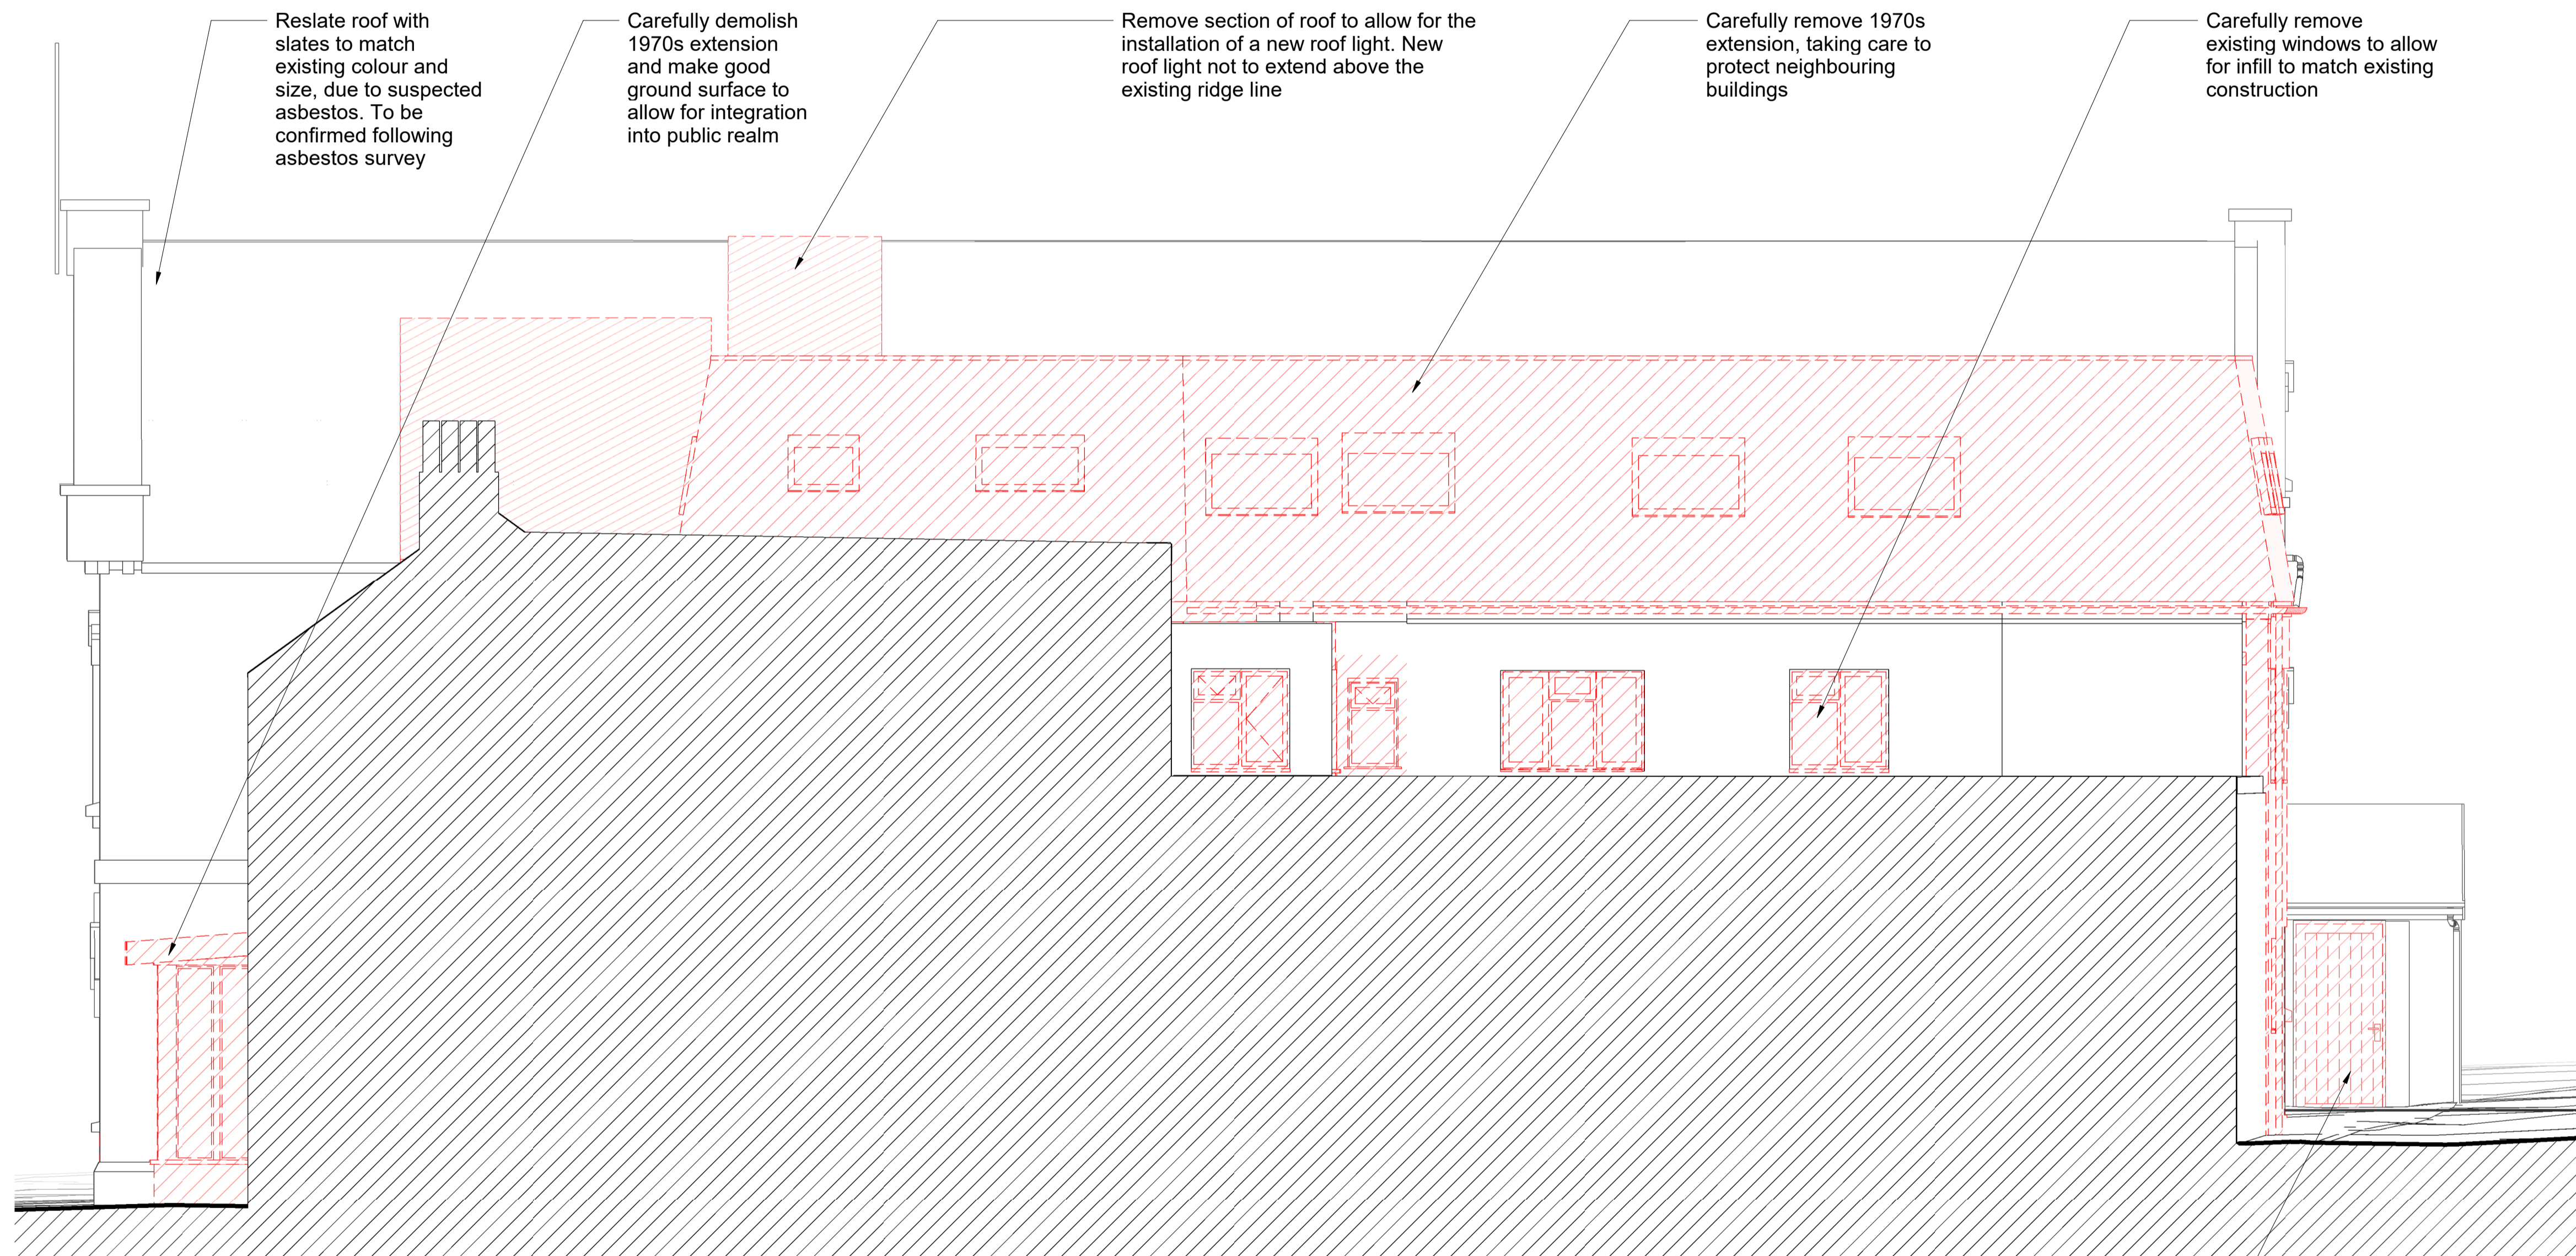 Reslate roof with
slates to match
existing colour and
size, due to suspected
asbestos. To be
confirmed following
asbestos survey
Carefully demolish
1970s extension
and make good
ground surface to
allow for integration
into public realm
Remove section of roof to allow for the
installation of a new roof light. New
roof light not to extend above the
existing ridge line
Carefully remove 1970s
extension, taking care to
protect neighbouring
buildings
Carefully remove
existing windows to allow
for infill to match existing
construction